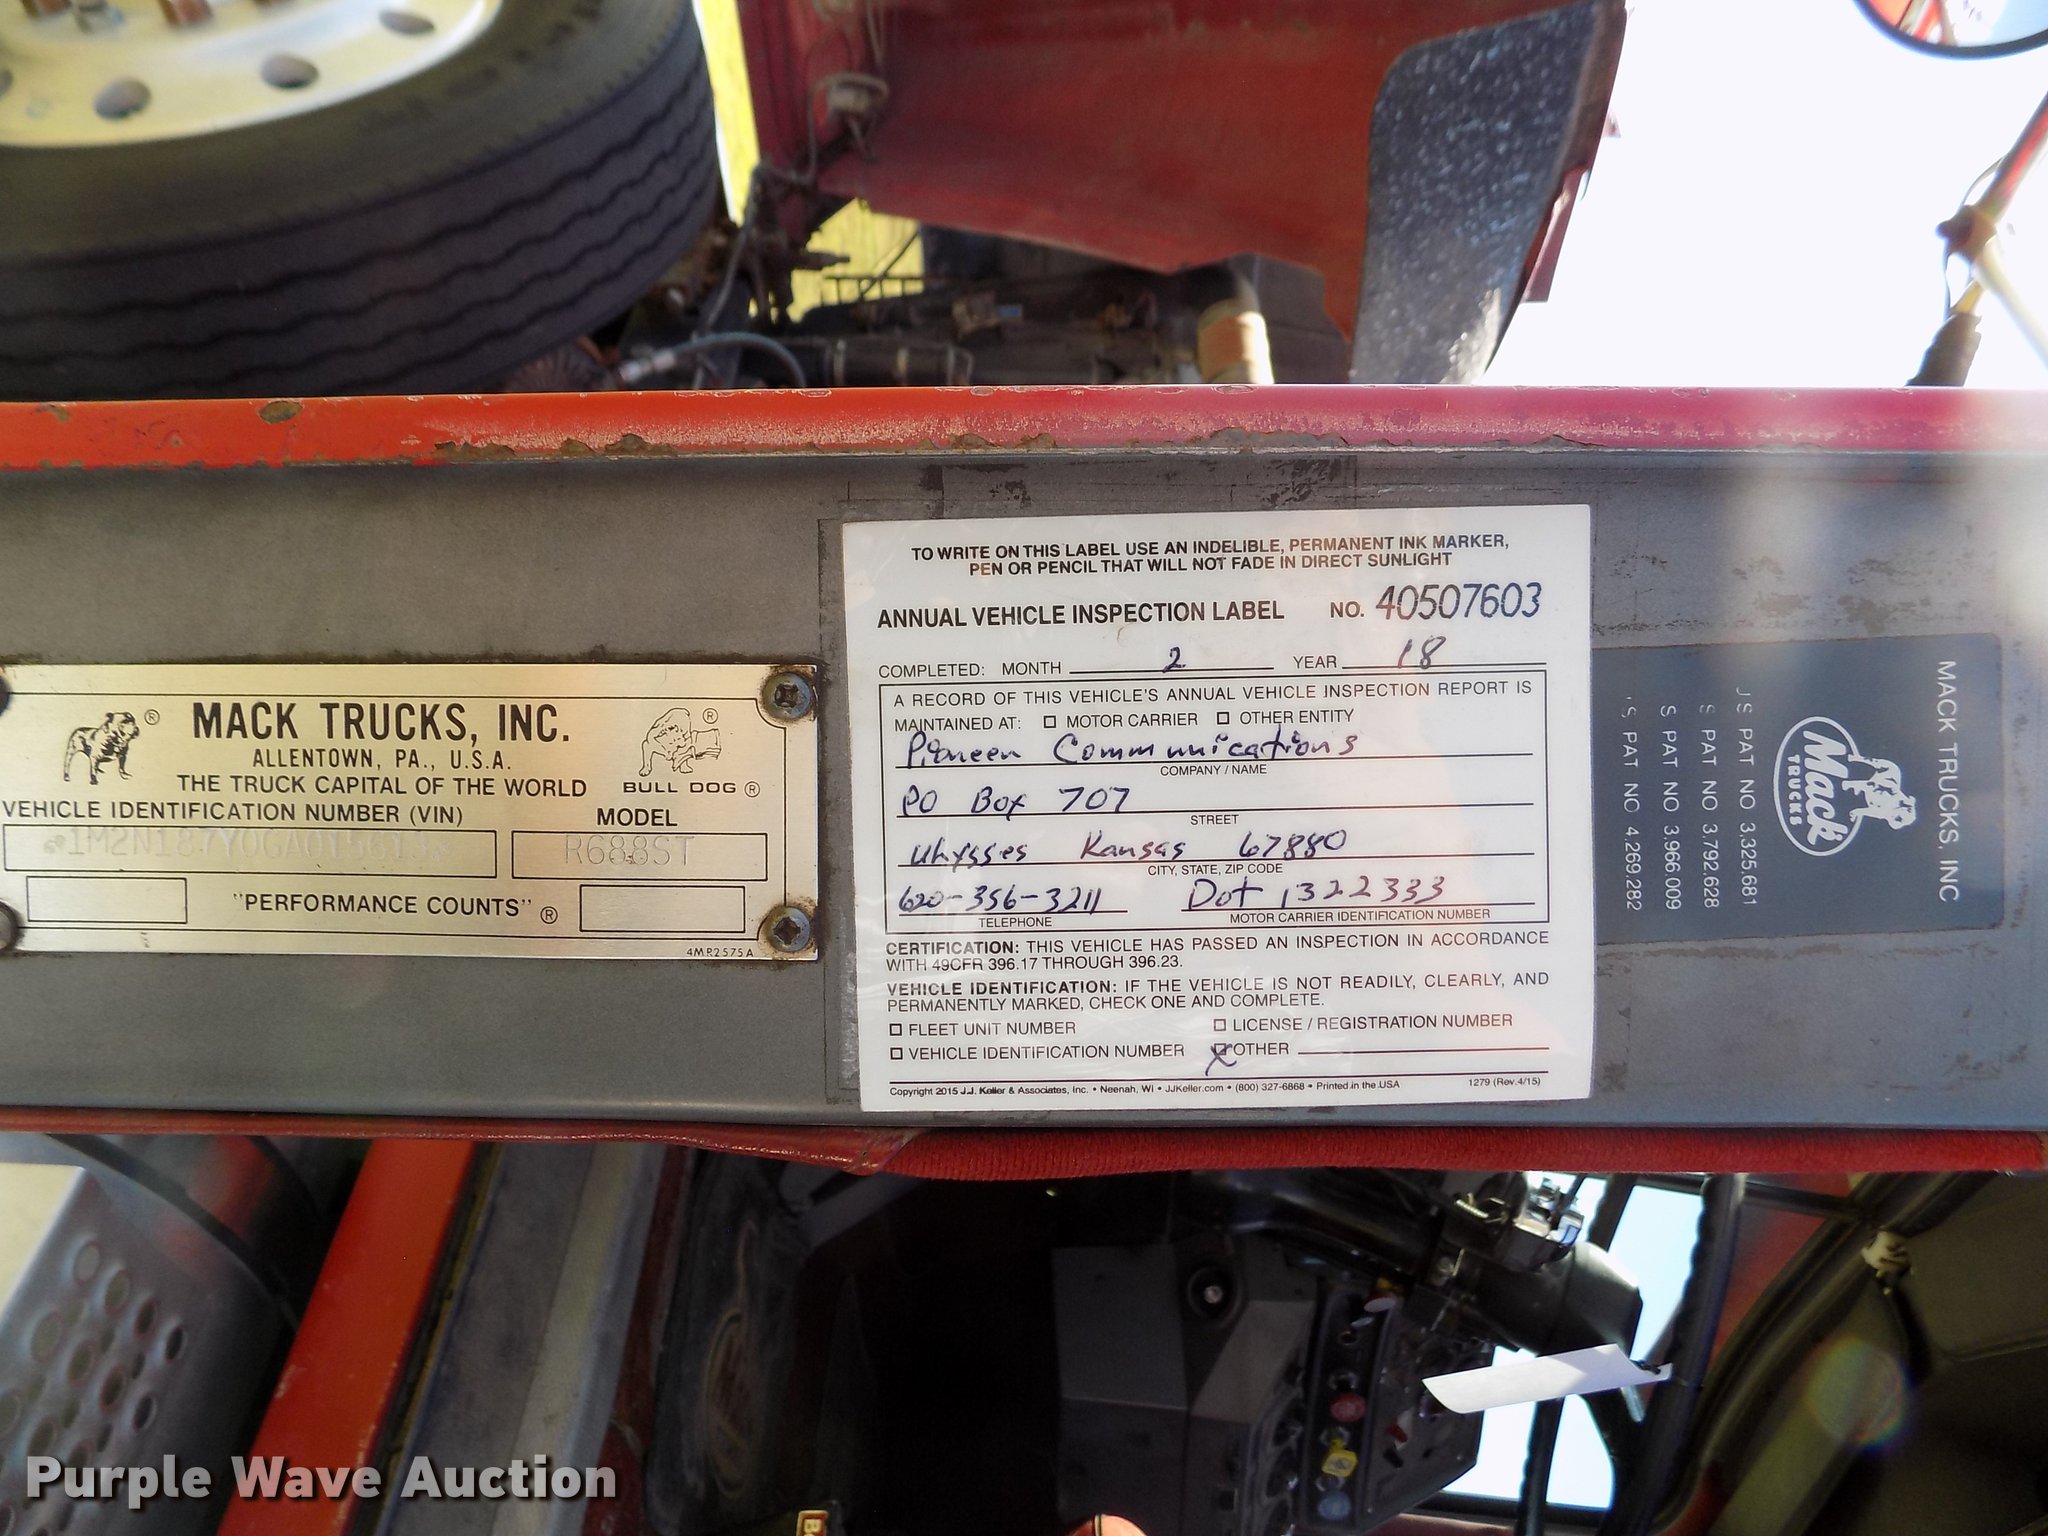 MACK TRUCKS, INC.
ALLENTOWN, PA., U.S.A.
THE TRUCK CAPITAL OF THE WORLD
BULL DOG ®
VEHICLE IDENTIFICATION NUMBER (VIN)
MODEL
R688ST
"PERFORMANCE COUNTS" ®
4MR2575A
TO WRITE ON THIS LABEL USE AN INDELIBLE, PERMANENT INK MARKER,
PEN OR PENCIL THAT WILL NOT FADE IN DIRECT SUNLIGHT
ANNUAL VEHICLE INSPECTION LABEL NO. 40507603
COMPLETED: MONTH 2 YEAR 18
A RECORD OF THIS VEHICLE'S ANNUAL VEHICLE INSPECTION REPORT IS
MAINTAINED AT: ☐ MOTOR CARRIER ☐ OTHER ENTITY
Pioneer Communications
COMPANY / NAME
PO Box 707
STREET
Ulysses Kansas 67880
CITY, STATE, ZIP CODE
620-356-3211 Dot 1322333
TELEPHONE MOTOR CARRIER IDENTIFICATION NUMBER
CERTIFICATION: THIS VEHICLE HAS PASSED AN INSPECTION IN ACCORDANCE
WITH 49CFR 396.17 THROUGH 396.23.
VEHICLE IDENTIFICATION: IF THE VEHICLE IS NOT READILY, CLEARLY, AND
PERMANENTLY MARKED, CHECK ONE AND COMPLETE.
☐ FLEET UNIT NUMBER ☐ LICENSE / REGISTRATION NUMBER
☐ VEHICLE IDENTIFICATION NUMBER ☒ OTHER
Copyright 2015 J.J. Keller & Associates, Inc. • Neenah, WI • JJKeller.com • (800) 327-6868 • Printed in the USA 1279 (Rev.4/15)
MACK TRUCKS, INC
Mack
TRUCKS
S PAT NO 3,325,681
S PAT NO 3,792,628
S PAT NO 3,966,009
S PAT NO 4,269,282
Purple Wave Auction